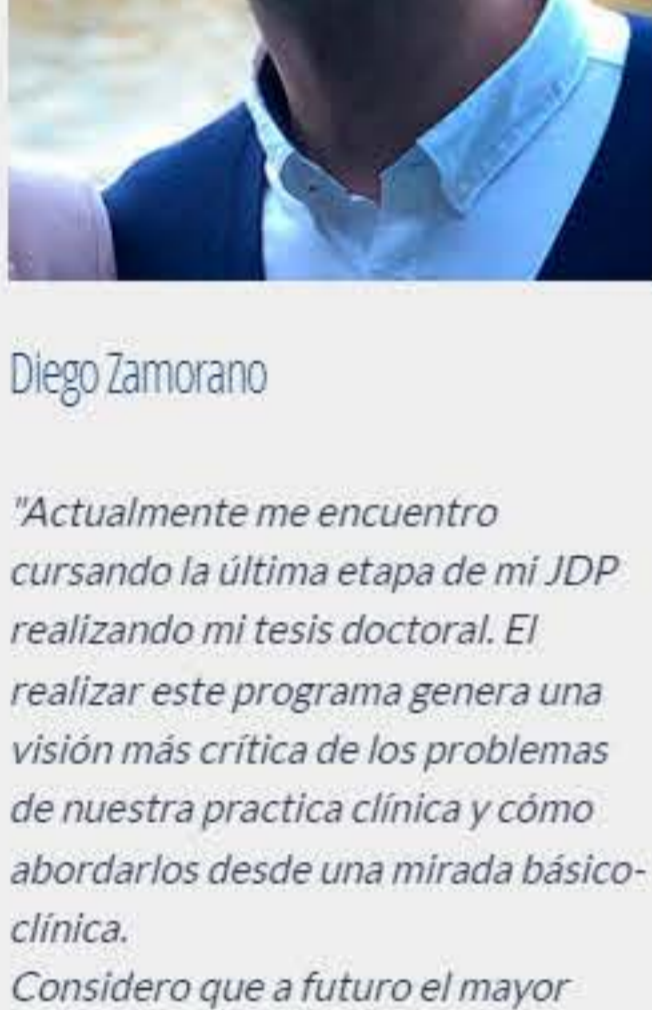 Diego Zamorano
"Actualmente me encuentro
cursando la última etapa de mi JDP
realizando mi tesis doctoral. El
realizar este programa genera una
visión más crítica de los problemas
de nuestra practica clínica y cómo
abordarlos desde una mirada básico-
clínica.
Considero que a futuro el mayor